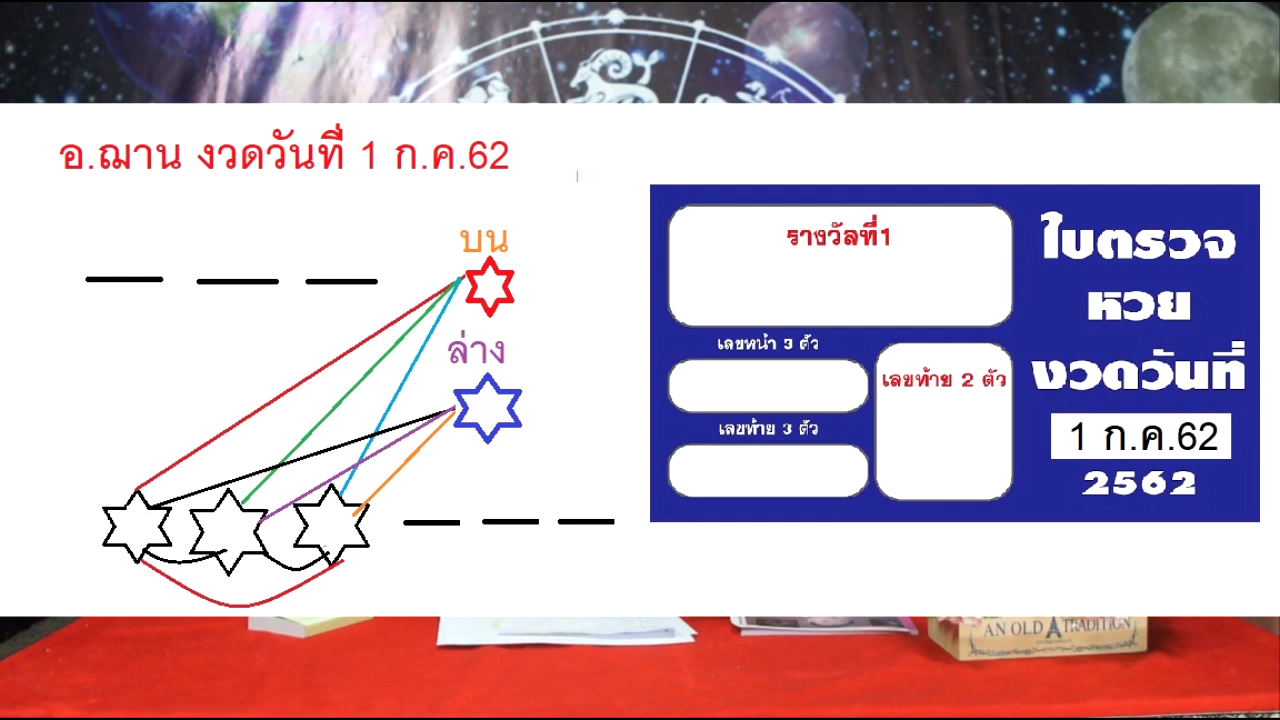 อ.ฌาน งวดวันที่ 1 ก.ค.62
บน
ล่าง
รางวัลที่1
เลขหน้า 3 ตัว
เลขท้าย 2 ตัว
เลขท้าย 3 ตัว
ใบตรวจ
หวย
งวดวันที่
1 ก.ค.62
2562
AN OLD TRADITION